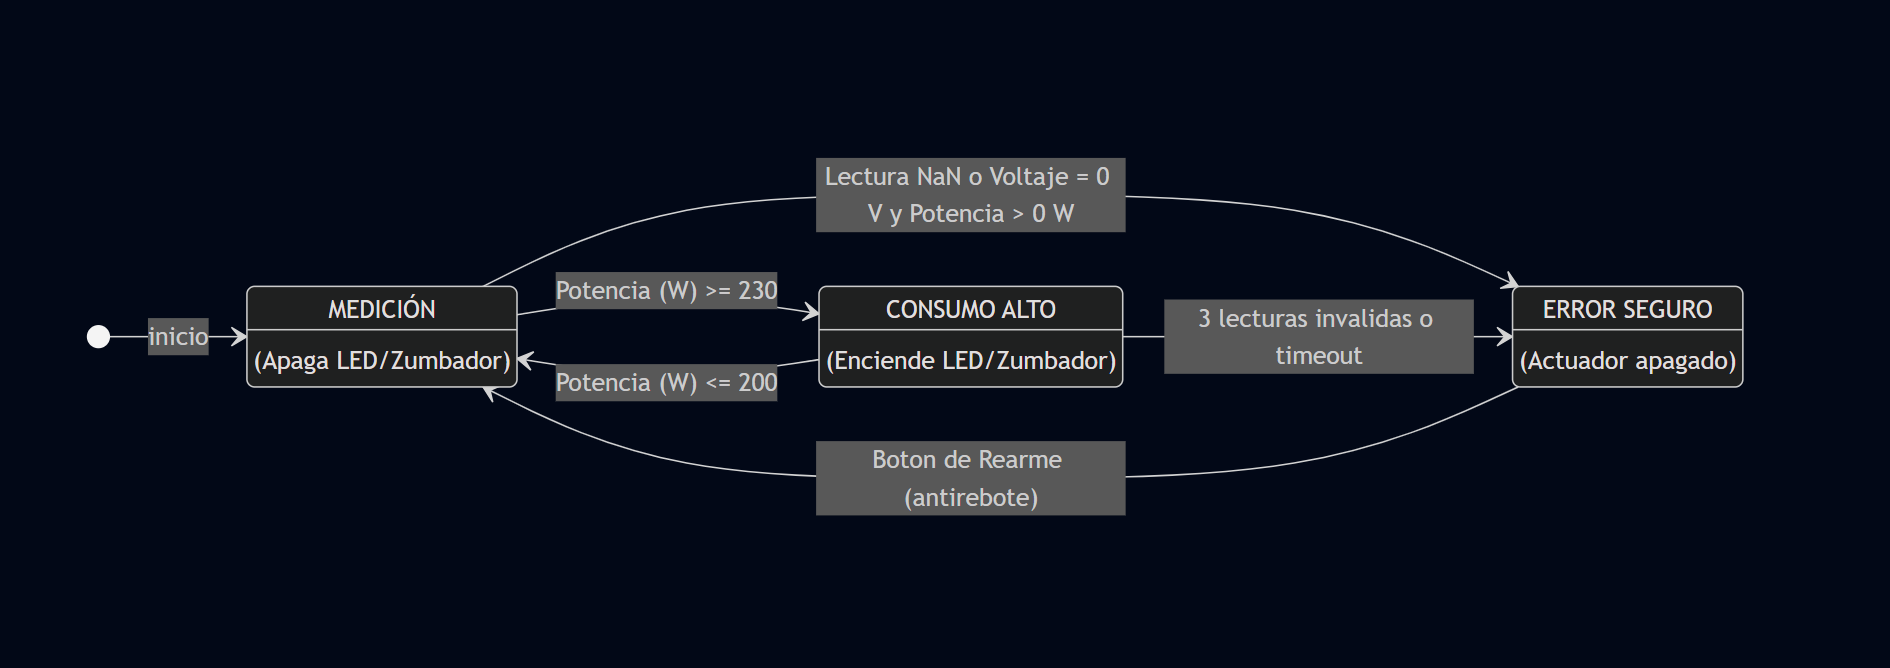 Lectura NaN o Voltaje = 0
V y Potencia > 0 W
Potencia (W) >= 230
MEDICIÓN
CONSUMO ALTO
3 lecturas invalidas o
timeout
ERROR SEGURO
inicio
(Apaga LED/Zumbador)
(Enciende LED/Zumbador)
(Actuador apagado)
Potencia (W) <= 200
Boton de Rearme
(antirebote)